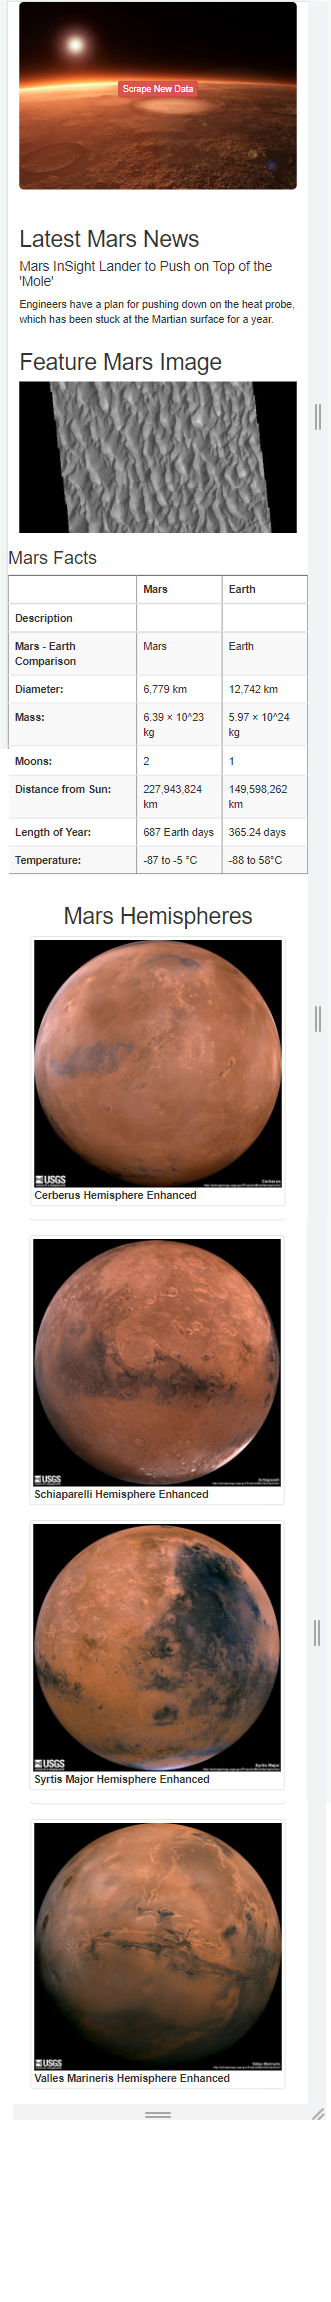 Scrape New Data
Latest Mars News
Mars InSight Lander to Push on Top of the
'Mole'
Engineers have a plan for pushing down on the heat probe,
which has been stuck at the Martian surface for a year.
Feature Mars Image
Mars Facts
Mars Earth
Description
Mars - Earth Comparison Mars Earth
Diameter: 6,779 km 12,742 km
Mass: 6.39 × 10^23 kg 5.97 × 10^24 kg
Moons: 2 1
Distance from Sun: 227,943,824 km 149,598,262 km
Length of Year: 687 Earth days 365.24 days
Temperature: -87 to -5 °C -88 to 58°C
Mars Hemispheres
USGS Cerberus
Cerberus Hemisphere Enhanced
USGS Schiaparelli
Schiaparelli Hemisphere Enhanced
USGS Syrtis Major
Syrtis Major Hemisphere Enhanced
USGS Valles Marineris
Valles Marineris Hemisphere Enhanced